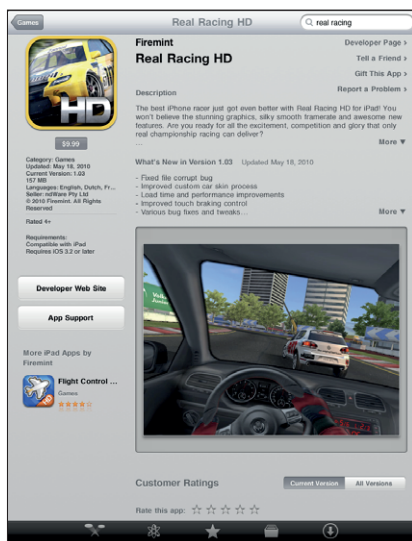 Games
Real Racing HD
real racing
Firemint
Real Racing HD
Developer Page ›
Tell a Friend ›
Gift This App ›
Report a Problem ›
Description
The best iPhone racer just got even better with Real Racing HD for iPad! You
won't believe the stunning graphics, silky smooth framerate and awesome new
features. Are you ready for all the excitement, competition and glory that only
real championship racing can deliver?
...
More ▼
What's New in Version 1.03 Updated May 18, 2010
- Fixed file corrupt bug
- Improved custom car skin process
- Load time and performance improvements
- Improved touch braking control
- Various bug fixes and tweaks...
More ▼
HD
$9.99
Category: Games
Updated: May 18, 2010
Current Version: 1.03
157 MB
Languages: English, Dutch, Fr...
Seller: ndWare Pty Ltd
© 2010 Firemint. All Rights
Reserved
Rated 4+
Requirements:
Compatible with iPad
Requires iOS 3.2 or later
Developer Web Site
App Support
More iPad Apps by
Firemint
Flight Control ...
Games
Customer Ratings
Current Version
All Versions
Rate this app: